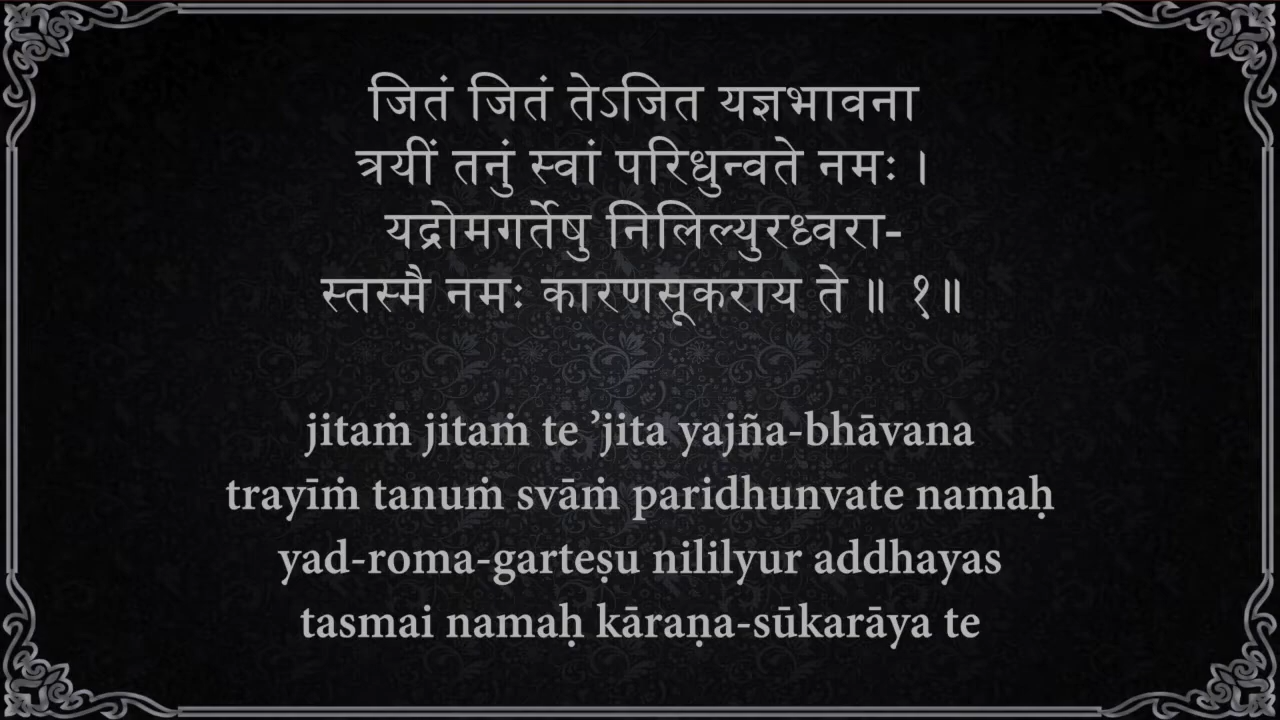 जितं जितं तेऽजित यज्ञभावना
त्रयीं तनुं स्वां परिधुन्वते नमः ।
यद्रोमगर्तेषु निलिल्युरध्वरा-
स्तस्मै नमः कारणसूकराय ते ॥ १॥
jitaṁ jitaṁ te ’jita yajña-bhāvana
trayīṁ tanuṁ svāṁ paridhunvate namaḥ
yad-roma-garteṣu nililyur addhayas
tasmai namaḥ kāraṇa-sūkarāya te